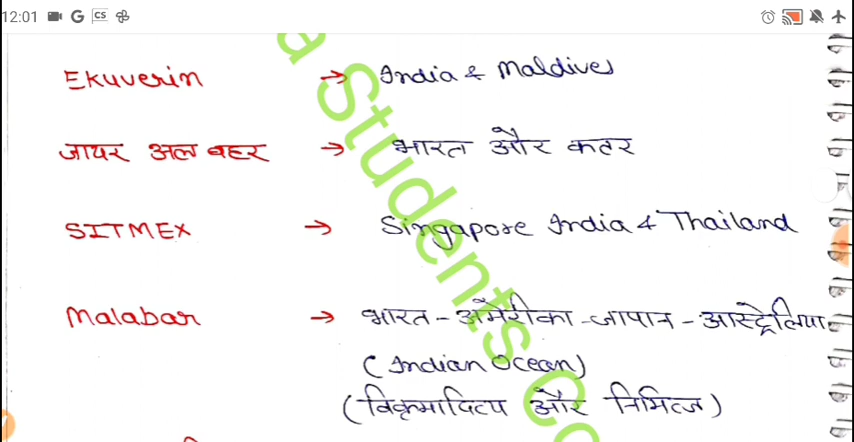 12:01 G CS
Ekuverin → India & Maldives
जायर अल बहर → भारत और कतर
SITMEX → Singapore India & Thailand
Malabar → भारत - अमेरीका - जापान - आस्ट्रेलिया
(Indian Ocean)
(विक्रमादित्य और निमित्ज)
Students